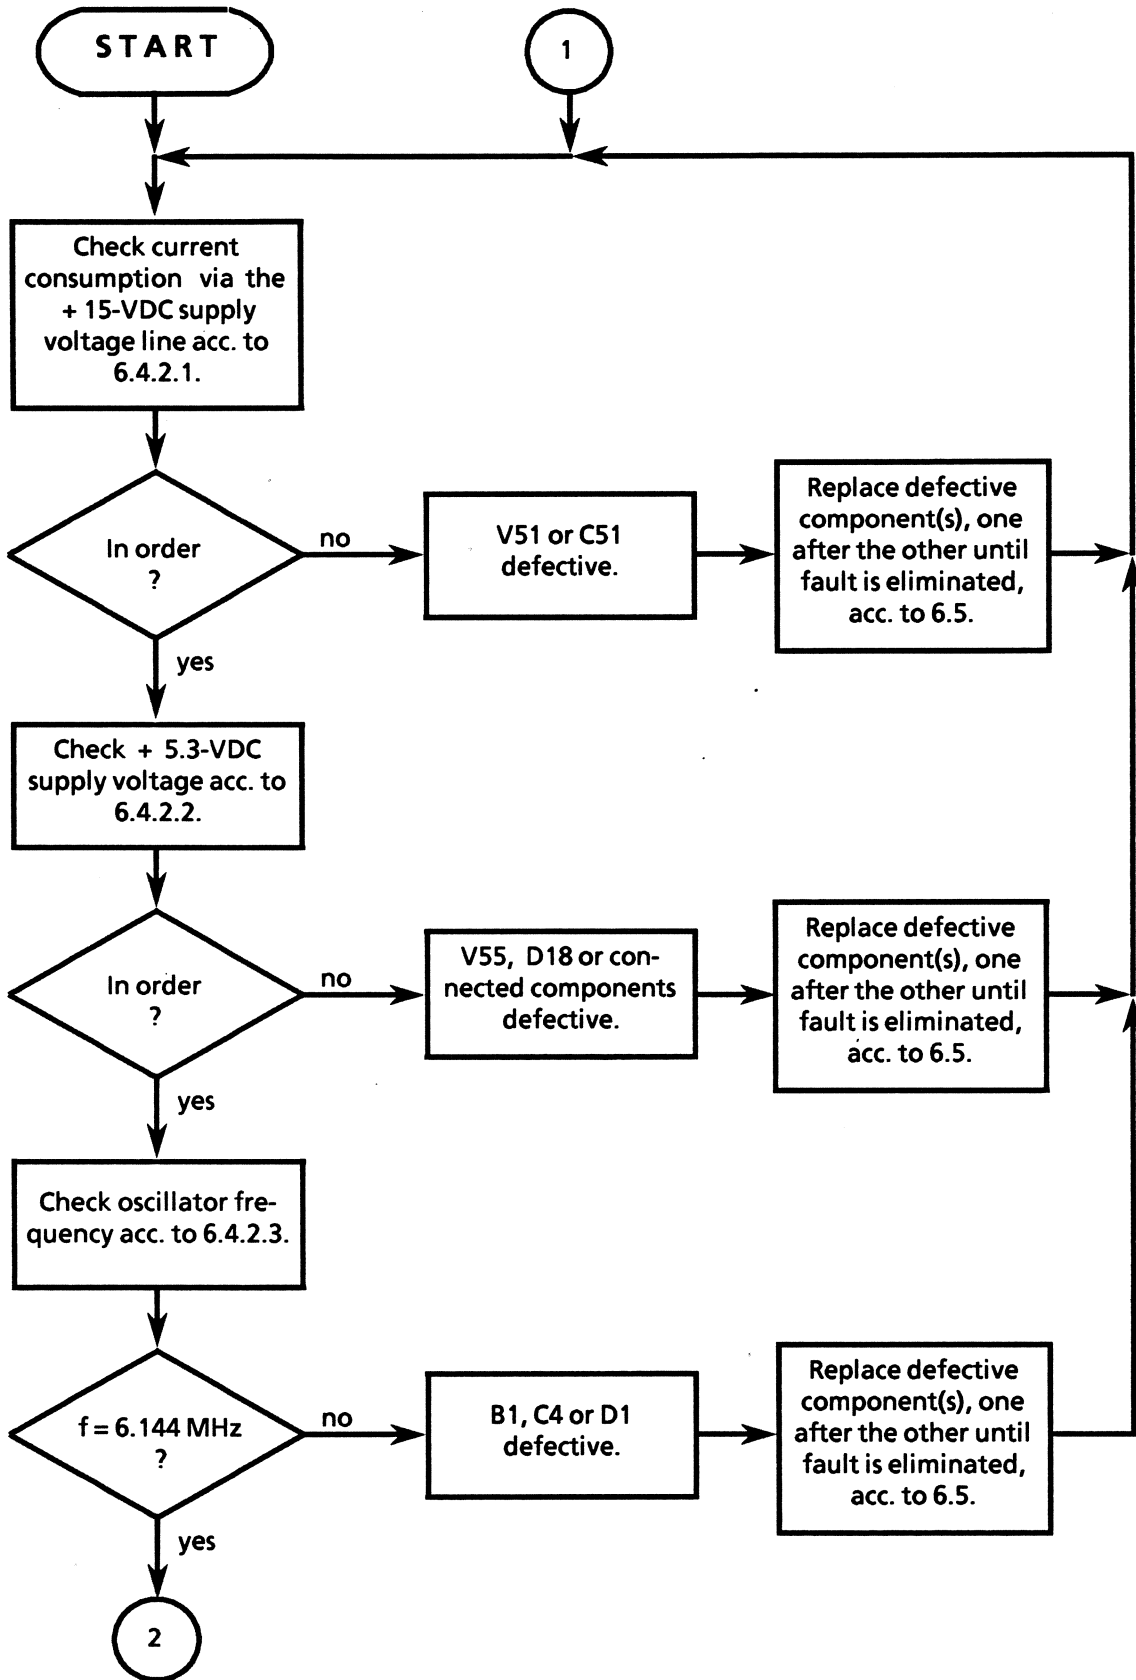 START
1
Check current
consumption via the
+ 15-VDC supply
voltage line acc. to
6.4.2.1.
In order
?
no
V51 or C51
defective.
Replace defective
component(s), one
after the other until
fault is eliminated,
acc. to 6.5.
yes
Check + 5.3-VDC
supply voltage acc. to
6.4.2.2.
In order
?
no
V55, D18 or con-
nected components
defective.
Replace defective
component(s), one
after the other until
fault is eliminated,
acc. to 6.5.
yes
Check oscillator fre-
quency acc. to 6.4.2.3.
f = 6.144 MHz
?
no
B1, C4 or D1
defective.
Replace defective
component(s), one
after the other until
fault is eliminated,
acc. to 6.5.
yes
2